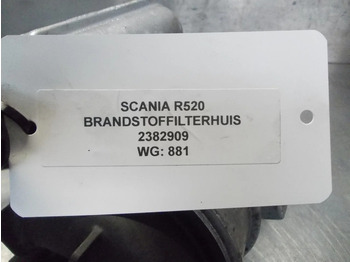 SCANIA R520
BRANDSTOFFILTERHUIS
2382909
WG: 881